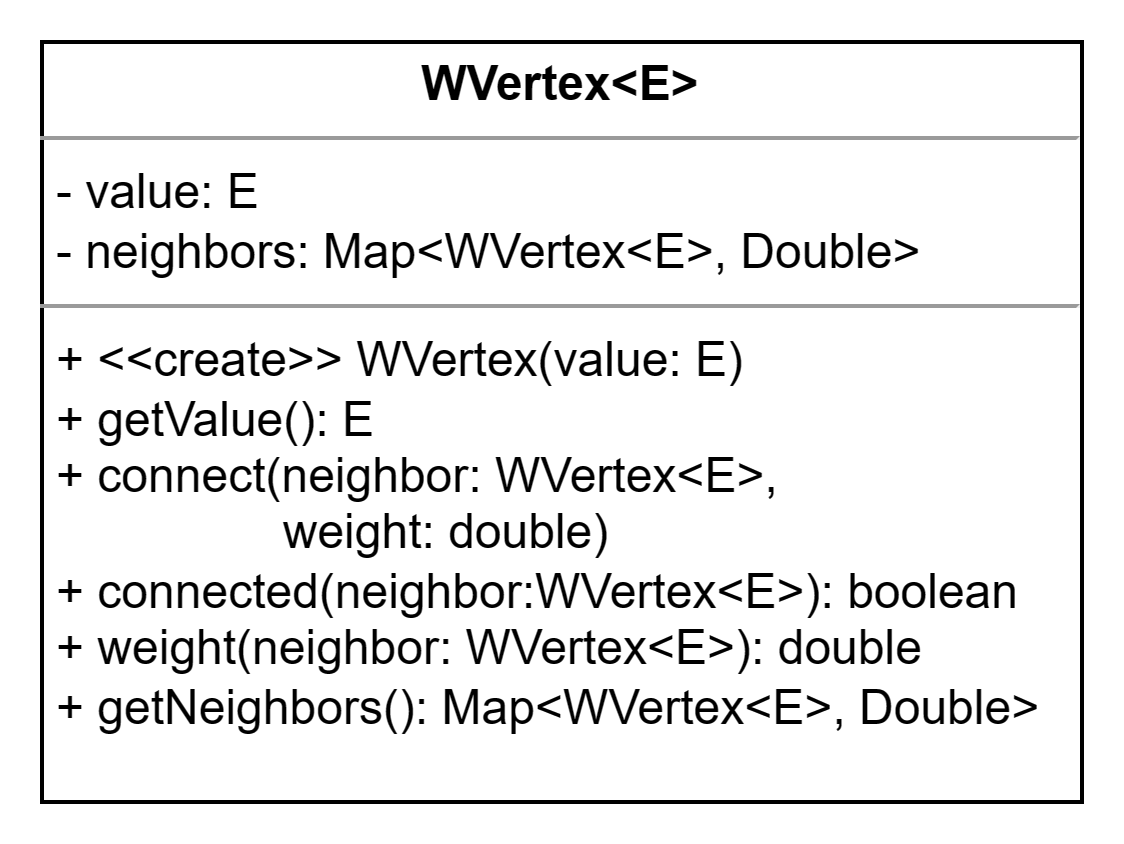 WVertex<E>
- value: E
- neighbors: Map<WVertex<E>, Double>
+ <<create>> WVertex(value: E)
+ getValue(): E
+ connect(neighbor: WVertex<E>,
weight: double)
+ connected(neighbor:WVertex<E>): boolean
+ weight(neighbor: WVertex<E>): double
+ getNeighbors(): Map<WVertex<E>, Double>